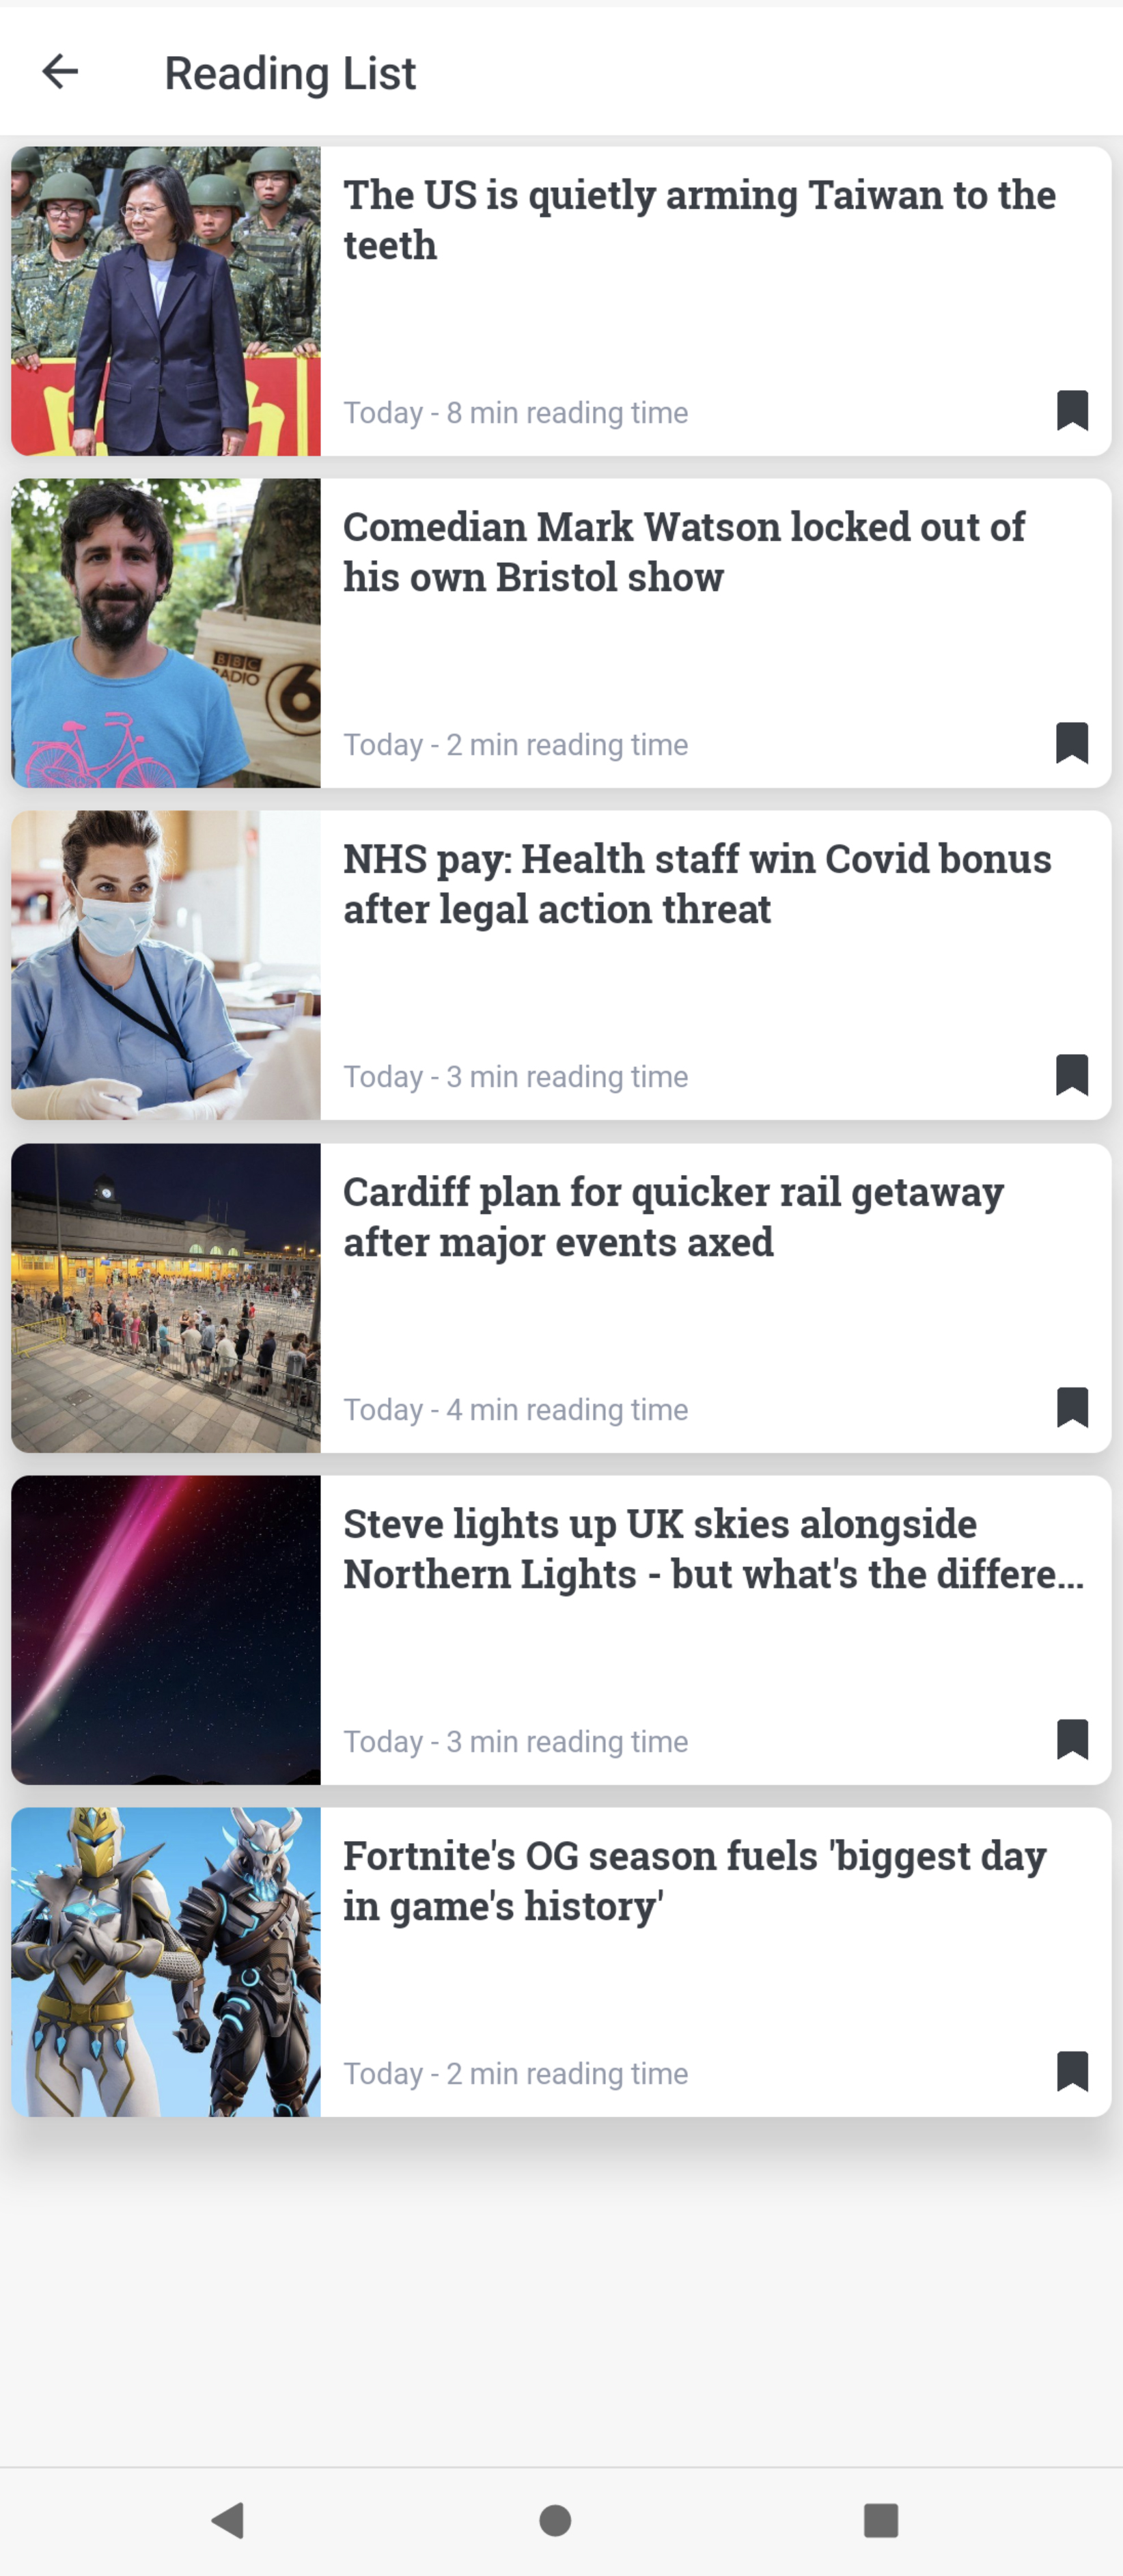 Reading List
The US is quietly arming Taiwan to the
teeth
Today - 8 min reading time
Comedian Mark Watson locked out of
his own Bristol show
BBC
RADIO
6
Today - 2 min reading time
NHS pay: Health staff win Covid bonus
after legal action threat
Today - 3 min reading time
Cardiff plan for quicker rail getaway
after major events axed
Today - 4 min reading time
Steve lights up UK skies alongside
Northern Lights - but what's the differe...
Today - 3 min reading time
Fortnite's OG season fuels 'biggest day
in game's history'
Today - 2 min reading time